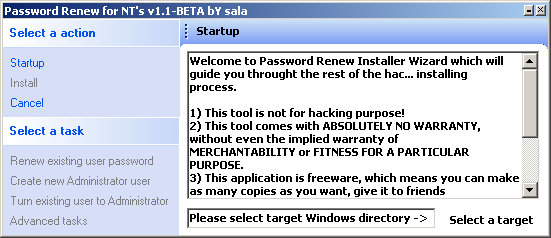 Password Renew for NT's v1.1-BETA bY sala
Select a action
Startup
Install
Cancel
Select a task
Renew existing user password
Create new Administrator user
Turn existing user to Administrator
Advanced tasks
Startup
Welcome to Password Renew Installer Wizard which will
guide you throught the rest of the hac... installing
process.
1) This tool is not for hacking purpose!
2) This tool comes with ABSOLUTELY NO WARRANTY,
without even the implied warranty of
MERCHANTABILITY or FITNESS FOR A PARTICULAR
PURPOSE.
3) This application is freeware, which means you can make
as many copies as you want, give it to friends
Please select target Windows directory ->
Select a target